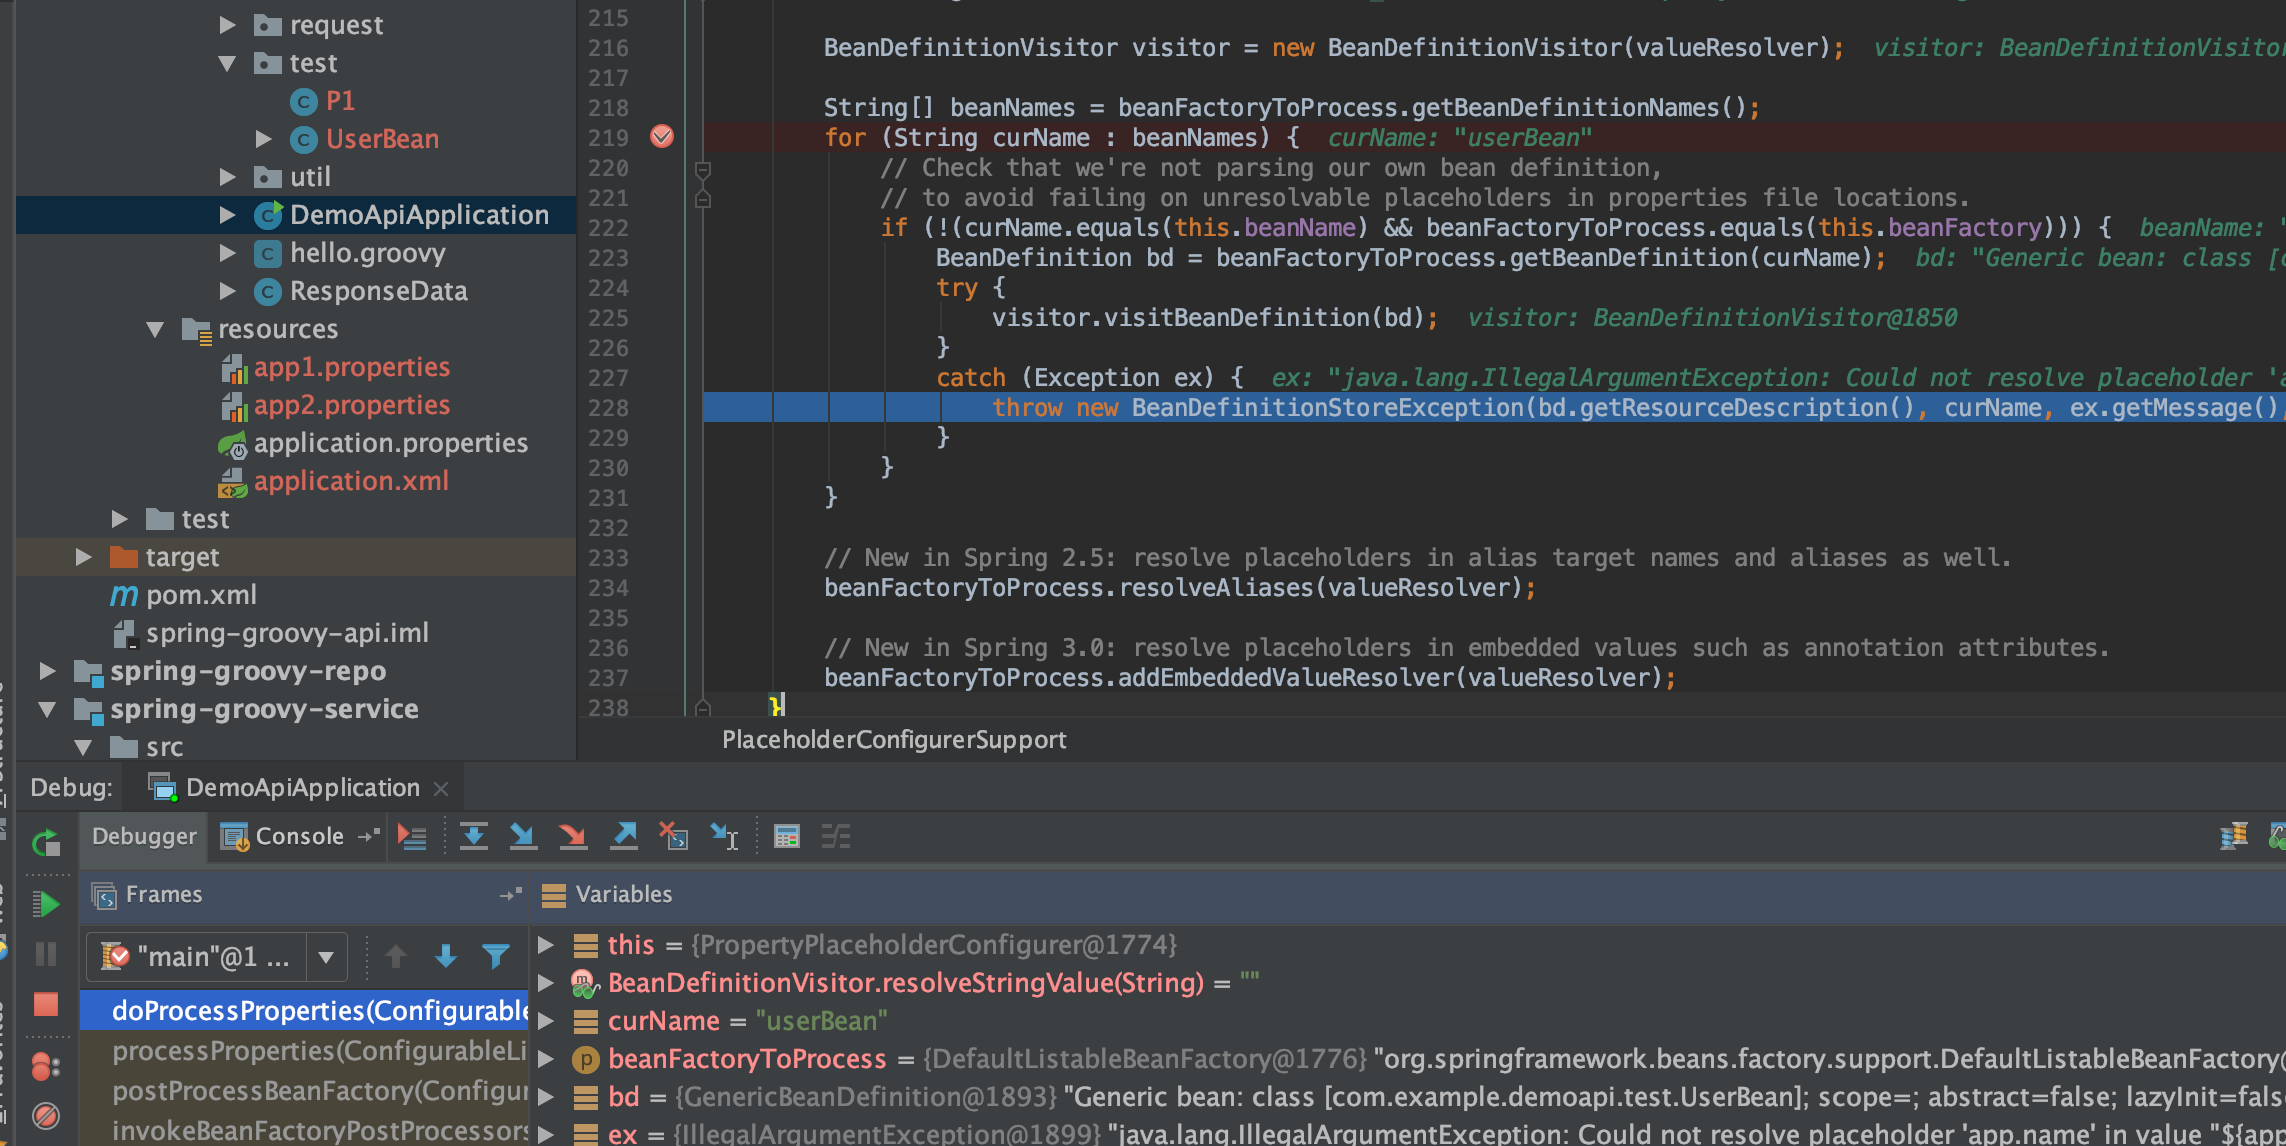 request
test
P1
UserBean
util
DemoApiApplication
hello.groovy
ResponseData
resources
app1.properties
app2.properties
application.properties
application.xml
test
target
pom.xml
spring-groovy-api.iml
spring-groovy-repo
spring-groovy-service
src
215
216 BeanDefinitionVisitor visitor = new BeanDefinitionVisitor(valueResolver); visitor: BeanDefinitionVisitor
217
218 String[] beanNames = beanFactoryToProcess.getBeanDefinitionNames();
219 for (String curName : beanNames) { curName: "userBean"
220 // Check that we're not parsing our own bean definition,
221 // to avoid failing on unresolvable placeholders in properties file locations.
222 if (!(curName.equals(this.beanName) && beanFactoryToProcess.equals(this.beanFactory))) { beanName: "
223 BeanDefinition bd = beanFactoryToProcess.getBeanDefinition(curName); bd: "Generic bean: class [c
224 try {
225 visitor.visitBeanDefinition(bd); visitor: BeanDefinitionVisitor@1850
226 }
227 catch (Exception ex) { ex: "java.lang.IllegalArgumentException: Could not resolve placeholder 'a
228 throw new BeanDefinitionStoreException(bd.getResourceDescription(), curName, ex.getMessage(),
229 }
230 }
231 }
232
233 // New in Spring 2.5: resolve placeholders in alias target names and aliases as well.
234 beanFactoryToProcess.resolveAliases(valueResolver);
235
236 // New in Spring 3.0: resolve placeholders in embedded values such as annotation attributes.
237 beanFactoryToProcess.addEmbeddedValueResolver(valueResolver);
238 }
PlaceholderConfigurerSupport
Debug: DemoApiApplication
Debugger Console
Frames
Variables
"main"@1 ...
doProcessProperties(Configurable
processProperties(ConfigurableLi
postProcessBeanFactory(Configur
invokeBeanFactoryPostProcessors
this = {PropertyPlaceholderConfigurer@1774}
BeanDefinitionVisitor.resolveStringValue(String) = ""
curName = "userBean"
beanFactoryToProcess = {DefaultListableBeanFactory@1776} "org.springframework.beans.factory.support.DefaultListableBeanFactory@
bd = {GenericBeanDefinition@1893} "Generic bean: class [com.example.demoapi.test.UserBean]; scope=; abstract=false; lazyInit=fals
ex = {IllegalArgumentException@1899} "java.lang.IllegalArgumentException: Could not resolve placeholder 'app.name' in value "${app